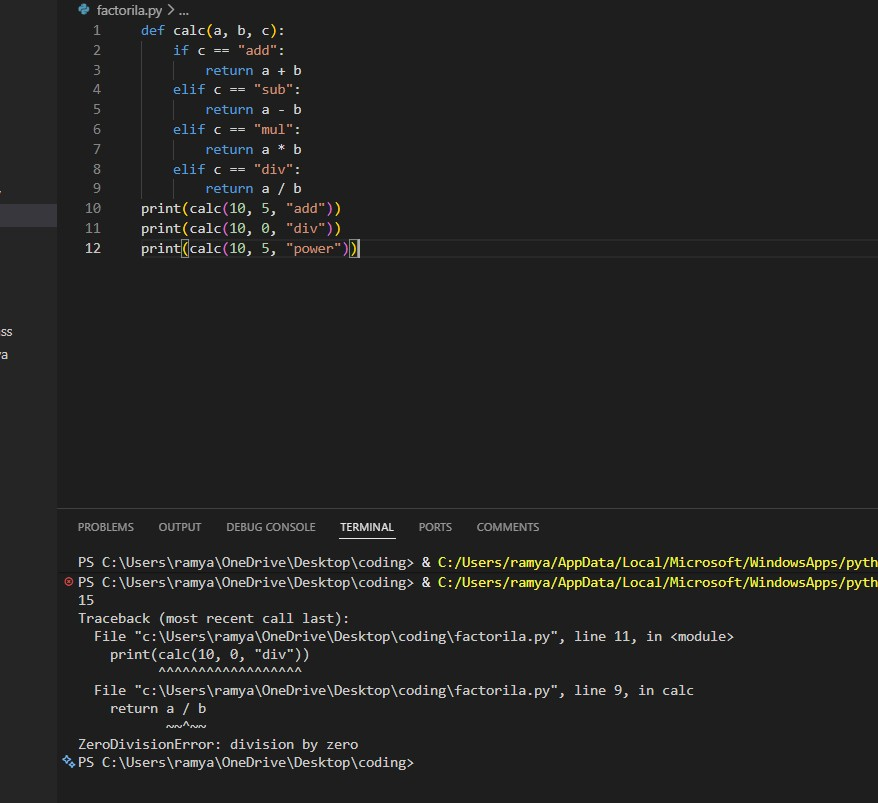 factorila.py > ...
1 def calc(a, b, c):
2     if c == "add":
3         return a + b
4     elif c == "sub":
5         return a - b
6     elif c == "mul":
7         return a * b
8     elif c == "div":
9         return a / b
10 print(calc(10, 5, "add"))
11 print(calc(10, 0, "div"))
12 print(calc(10, 5, "power"))
ss
a
PROBLEMS OUTPUT DEBUG CONSOLE TERMINAL PORTS COMMENTS
PS C:\Users\ramya\OneDrive\Desktop\coding> & C:/Users/ramya/AppData/Local/Microsoft/WindowsApps/pyth
PS C:\Users\ramya\OneDrive\Desktop\coding> & C:/Users/ramya/AppData/Local/Microsoft/WindowsApps/pyth
15
Traceback (most recent call last):
  File "c:\Users\ramya\OneDrive\Desktop\coding\factorila.py", line 11, in <module>
    print(calc(10, 0, "div"))
          ^^^^^^^^^^^^^^^^^^
  File "c:\Users\ramya\OneDrive\Desktop\coding\factorila.py", line 9, in calc
    return a / b
           ~~^~~
ZeroDivisionError: division by zero
PS C:\Users\ramya\OneDrive\Desktop\coding>